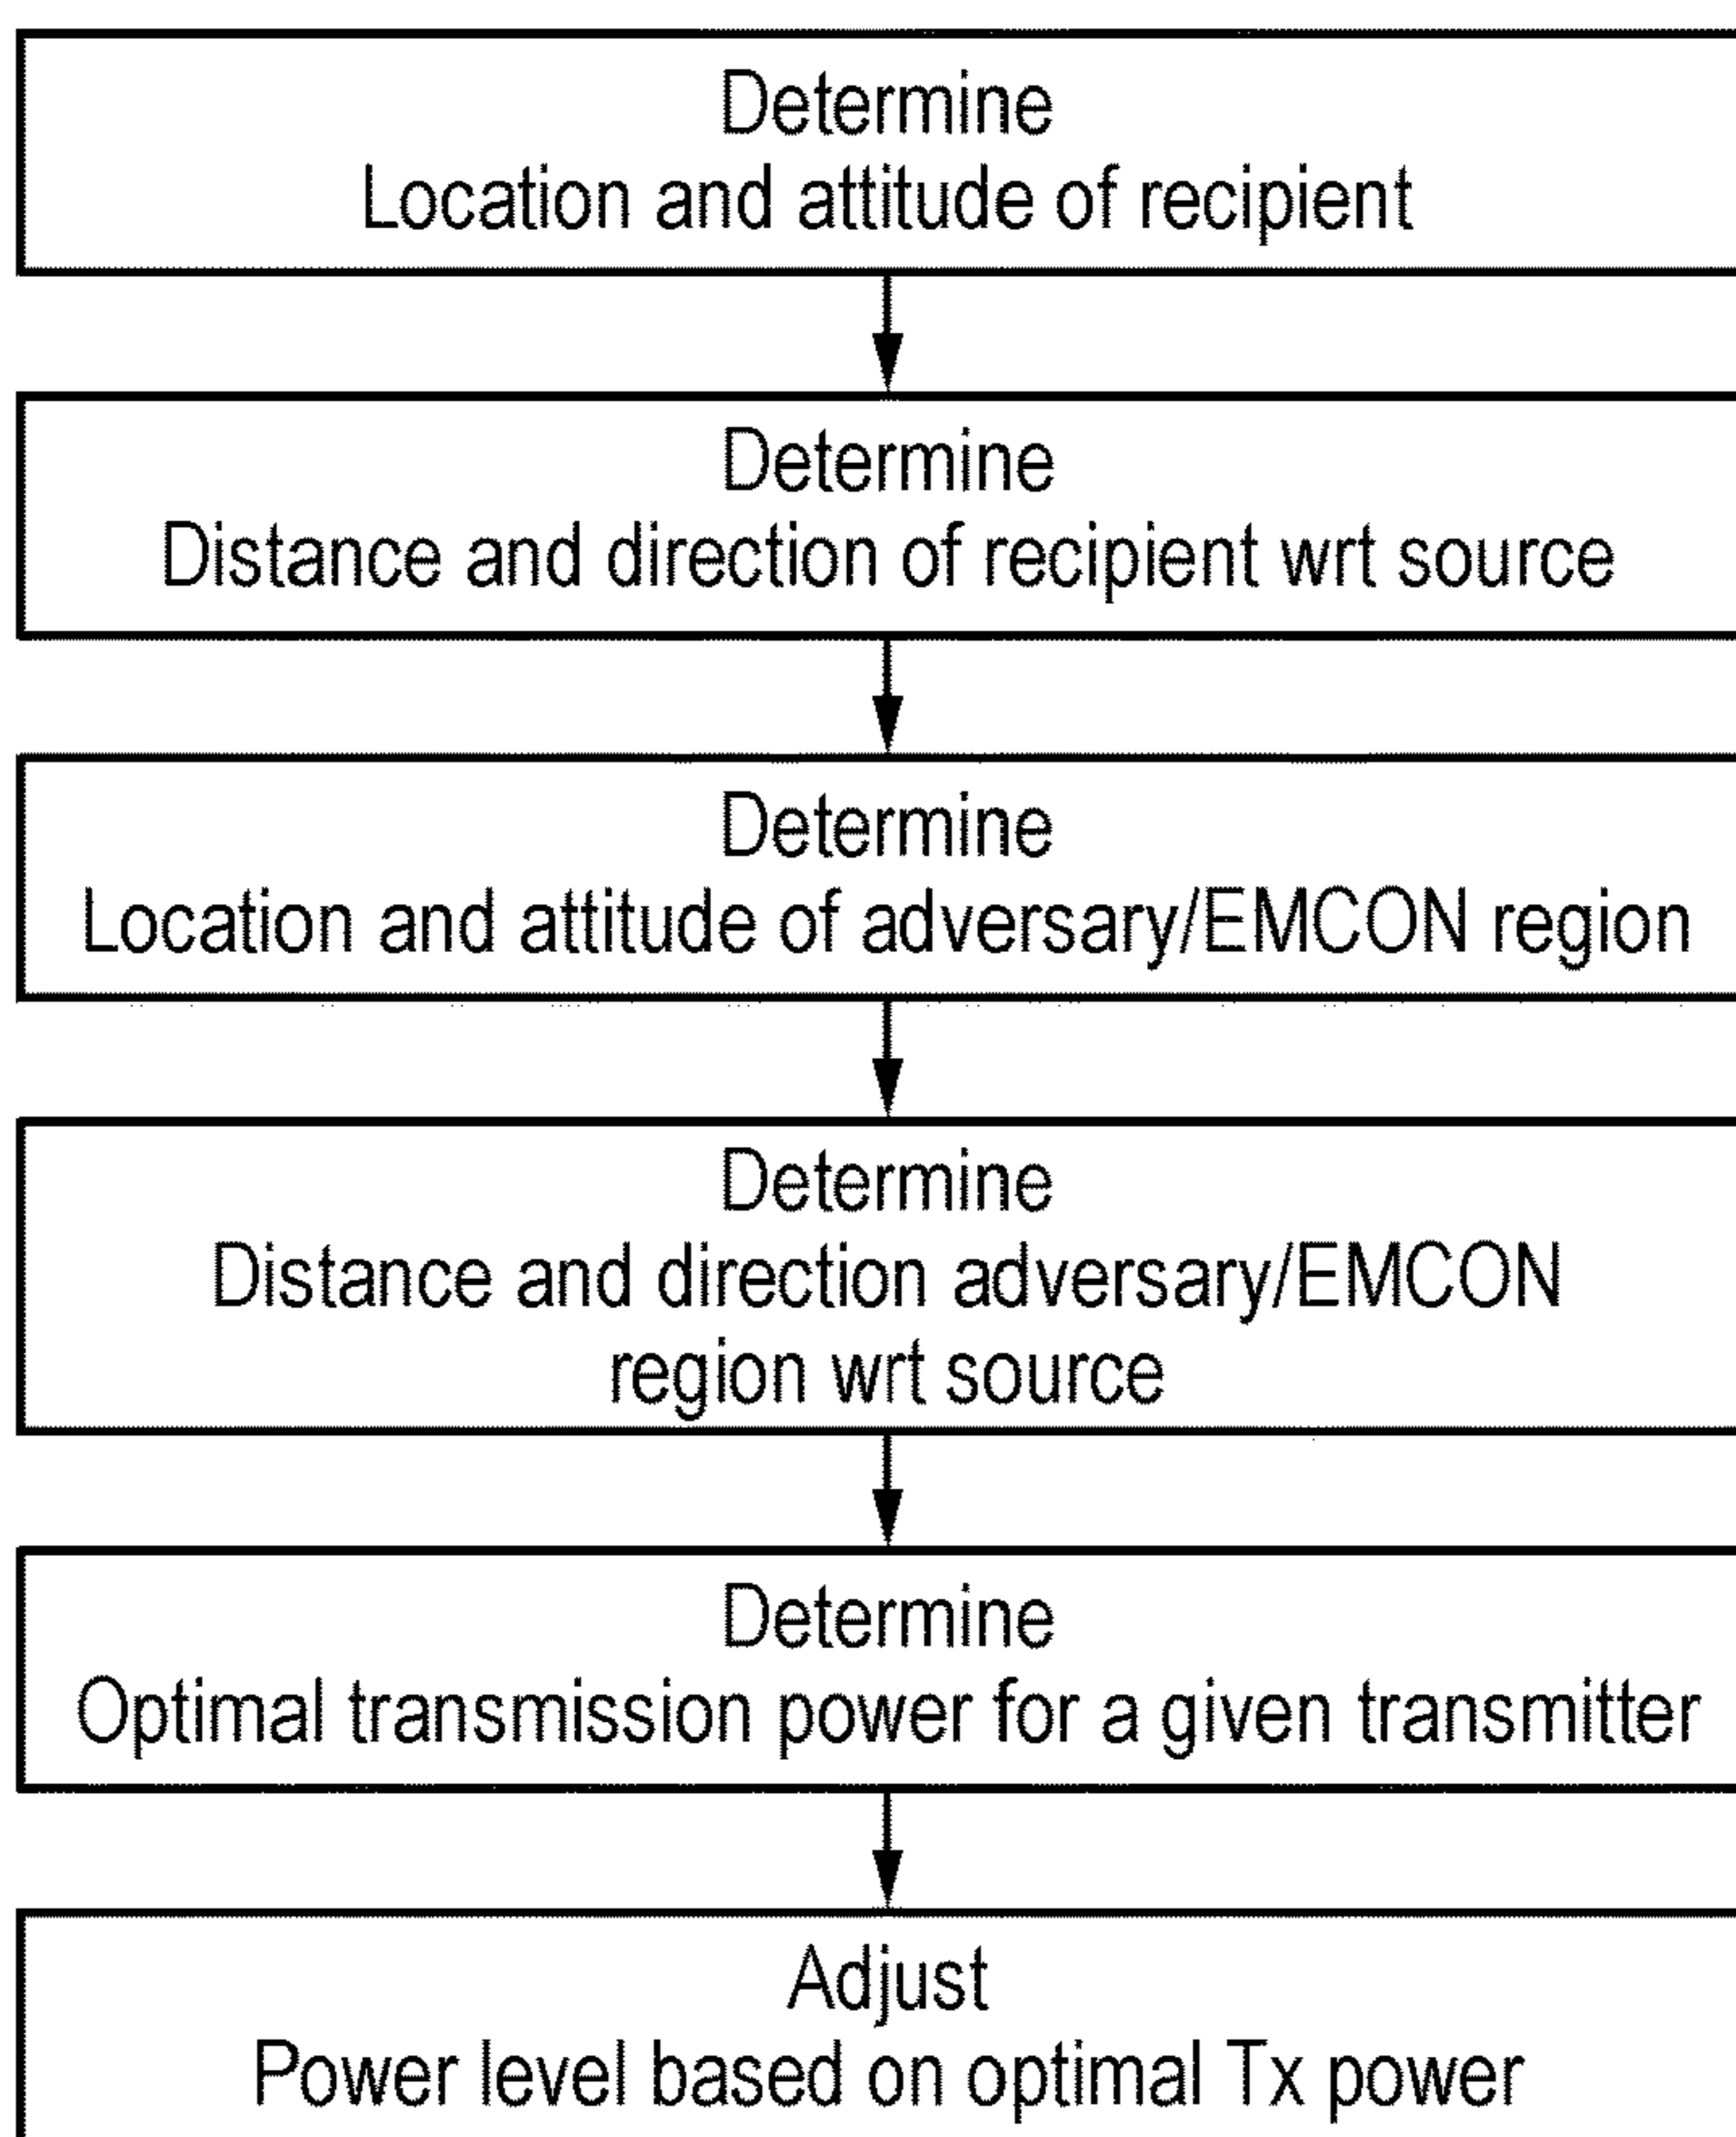 Determine
Location and attitude of recipient
Determine
Distance and direction of recipient wrt source
Determine
Location and attitude of adversary/EMCON region
Determine
Distance and direction adversary/EMCON
region wrt source
Determine
Optimal transmission power for a given transmitter
Adjust
Power level based on optimal Tx power